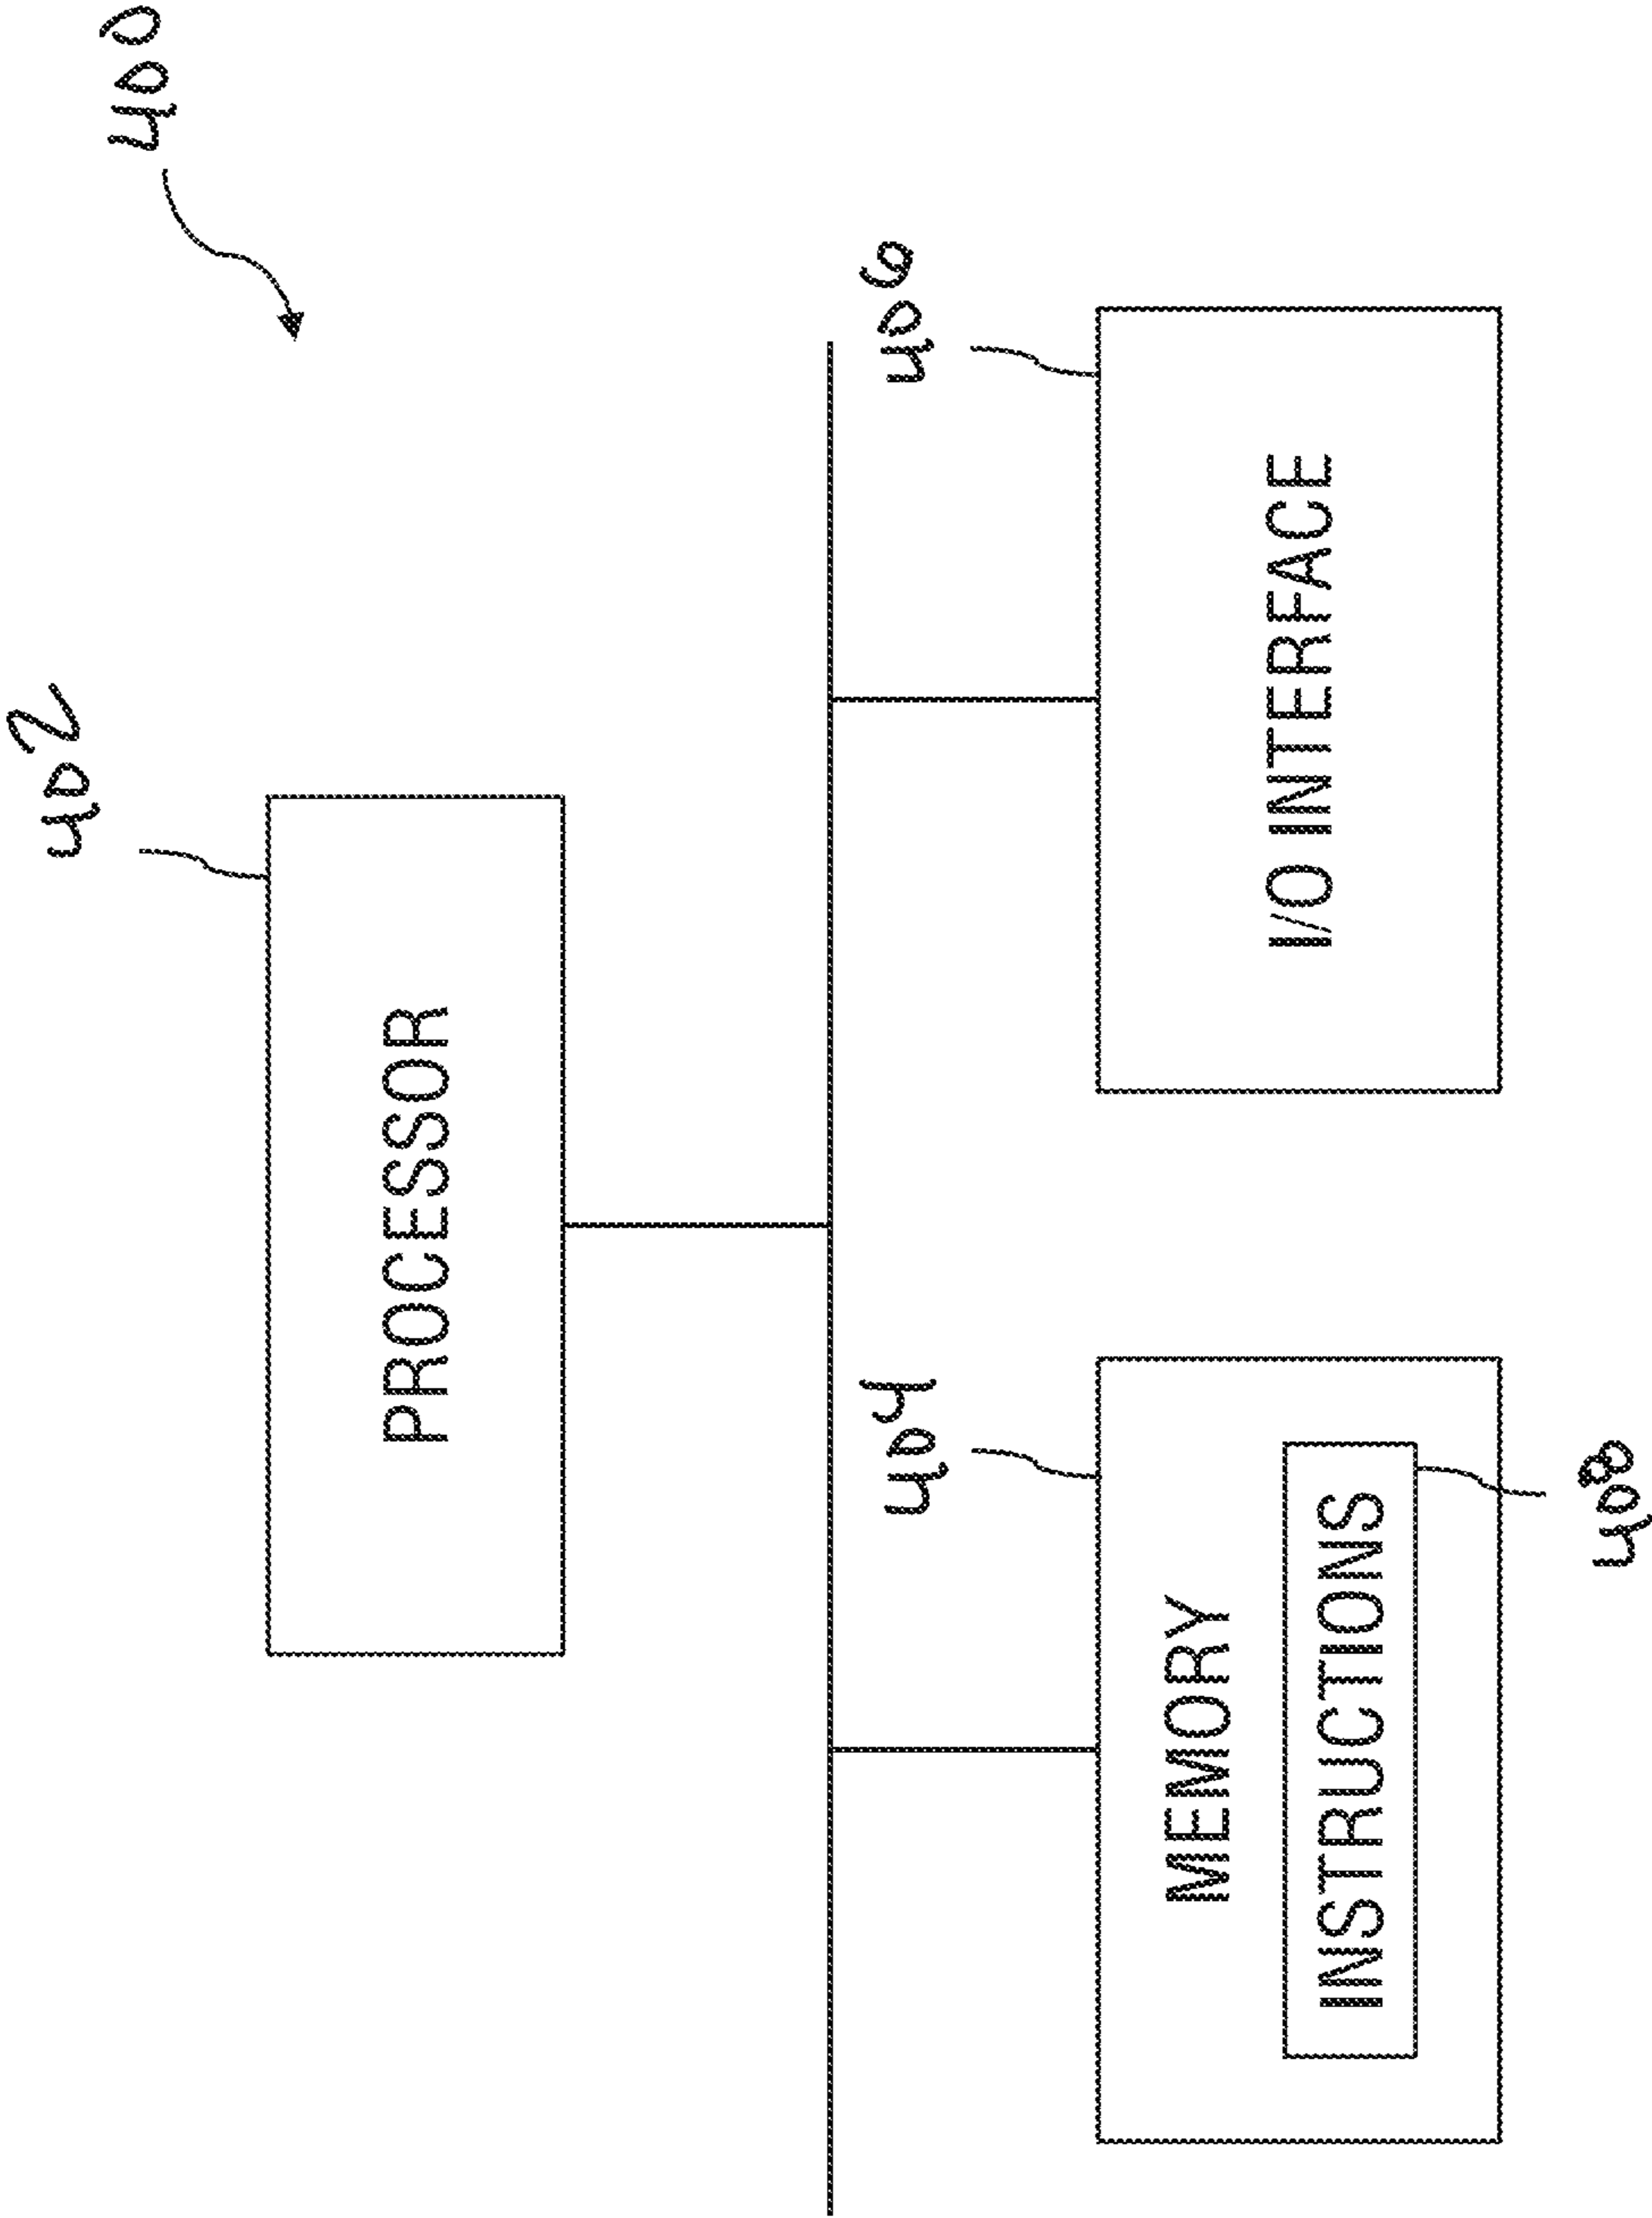 400
402
PROCESSOR
404
MEMORY
INSTRUCTIONS
408
406
I/O INTERFACE